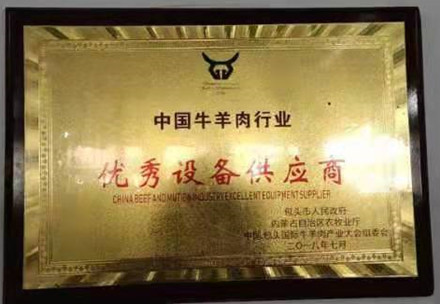 中国牛羊肉行业
优秀设备供应商
CHINA BEEF AND MUTTON INDUSTRY EXCELLENT EQUIPMENT SUPPLIER
包头市人民政府
内蒙古自治区农牧业厅
中国·包头国际牛羊肉产业大会组委会
二〇一八年七月